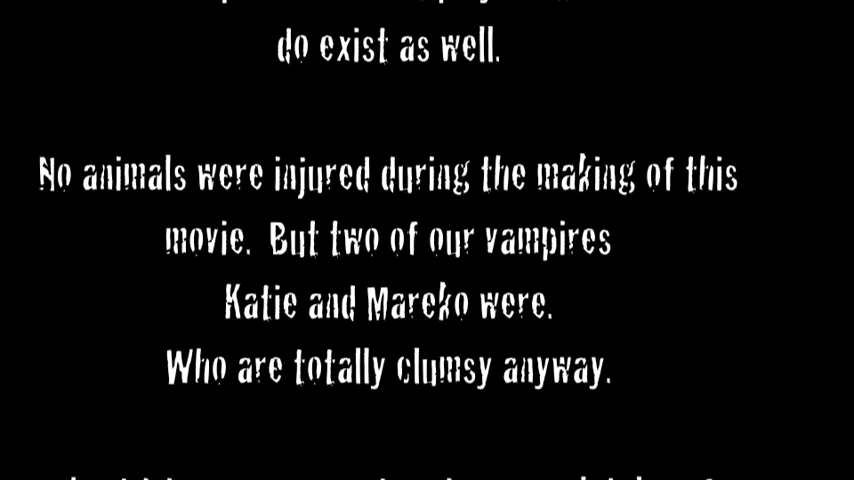 do exist as well.
No animals were injured during the making of this
movie. But two of our vampires
Katie and Mareko were.
Who are totally clumsy anyway.